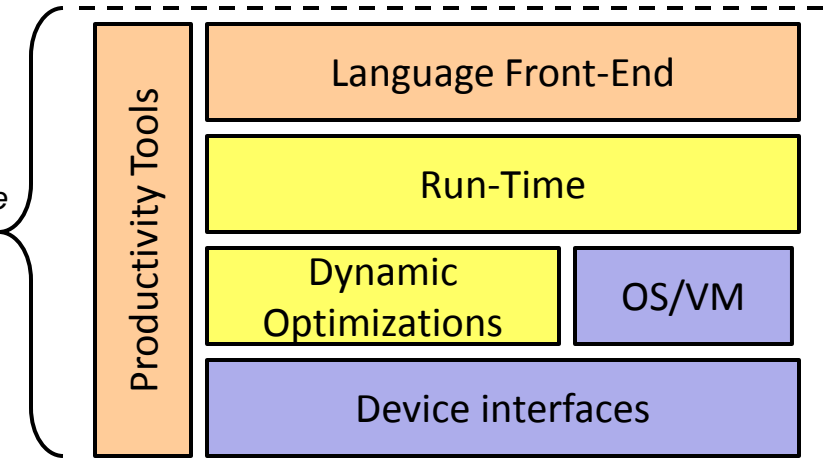 Productivity Tools
Language Front-End
Run-Time
Dynamic
Optimizations
OS/VM
Device interfaces